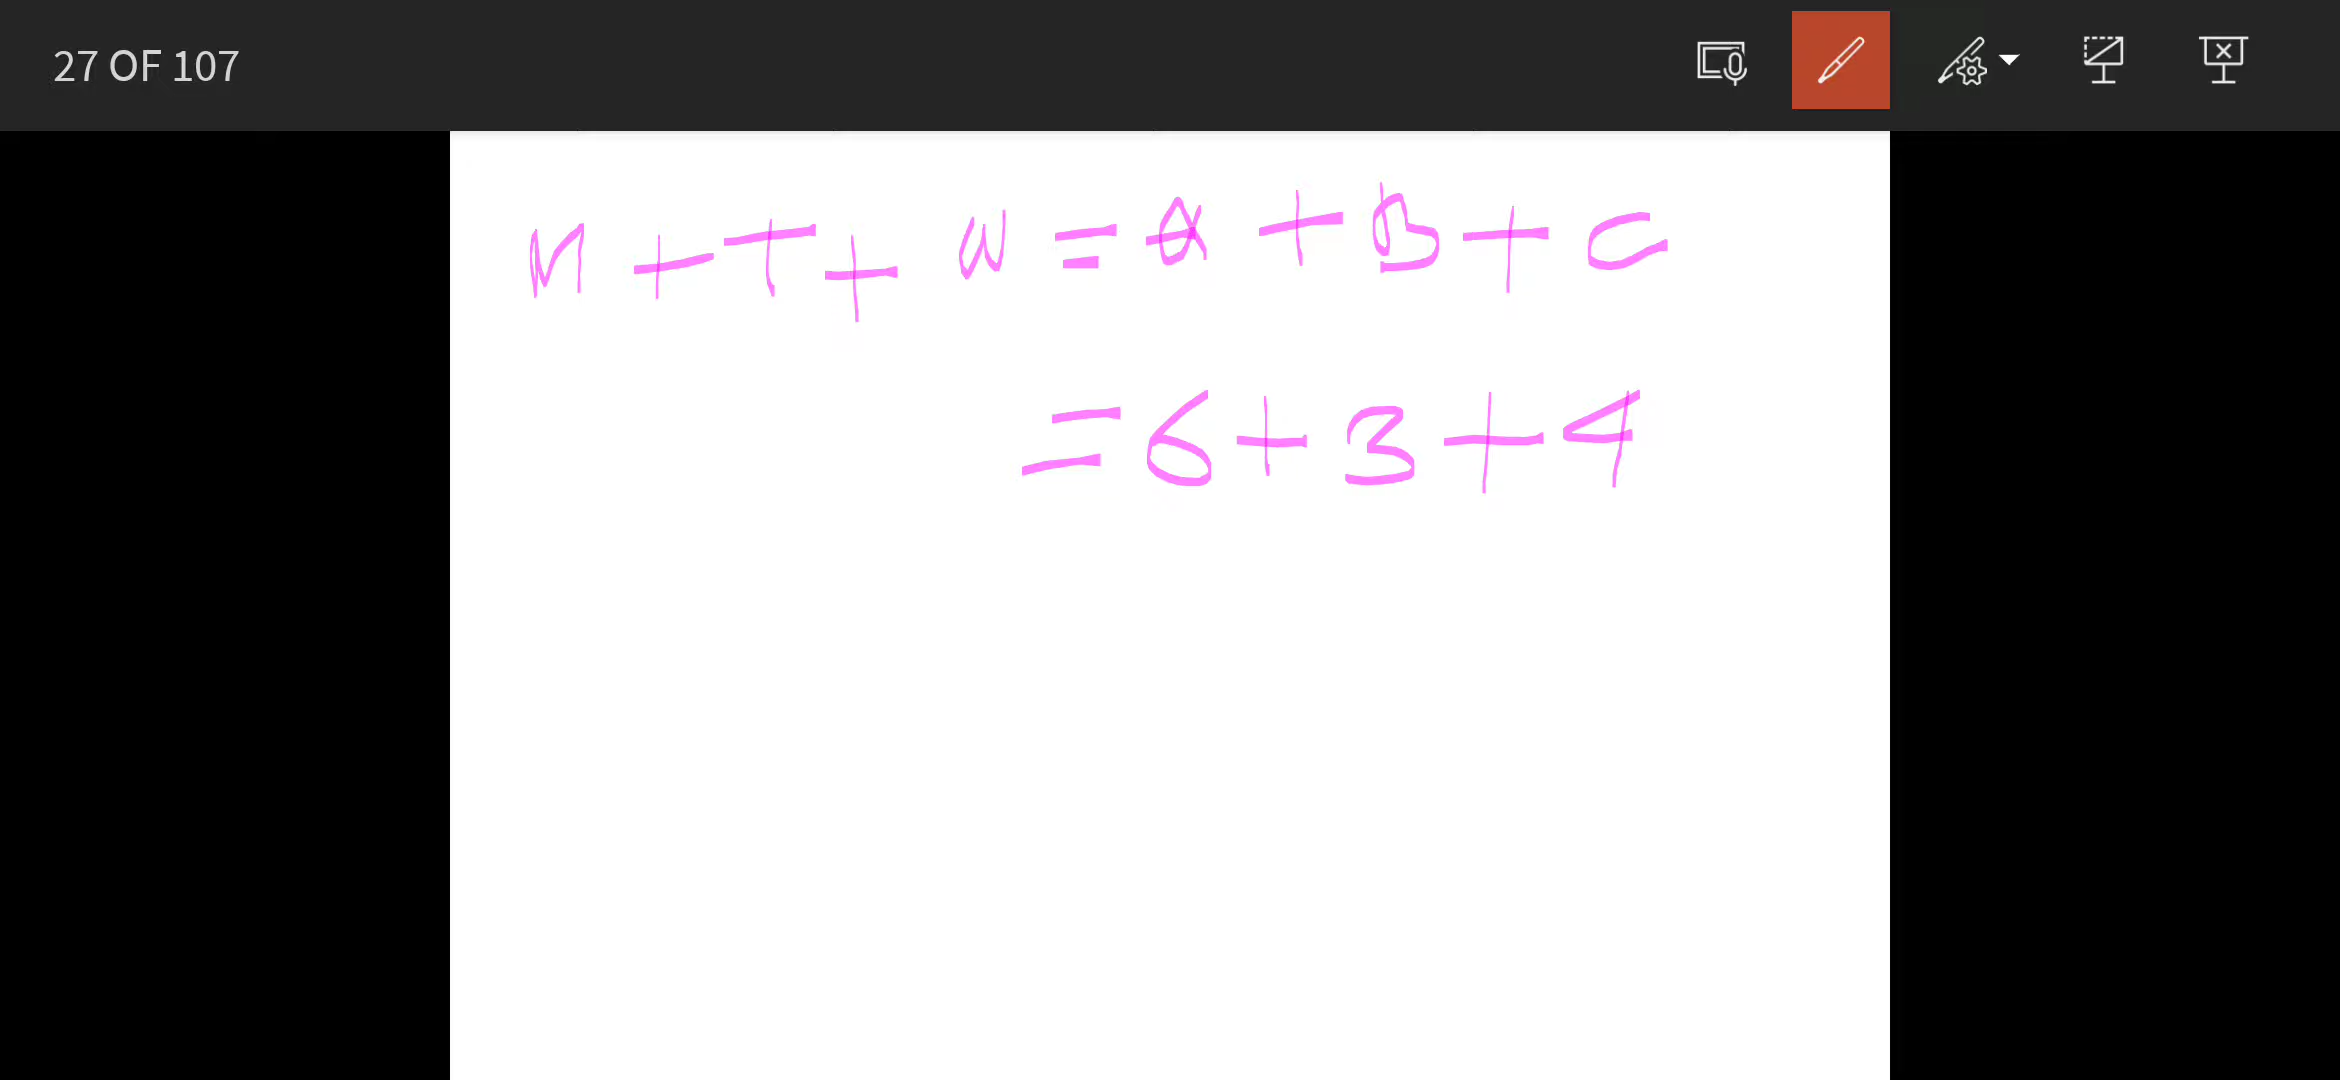 27 OF 107
M + T + W = A + B + C
= 6 + 3 + 4